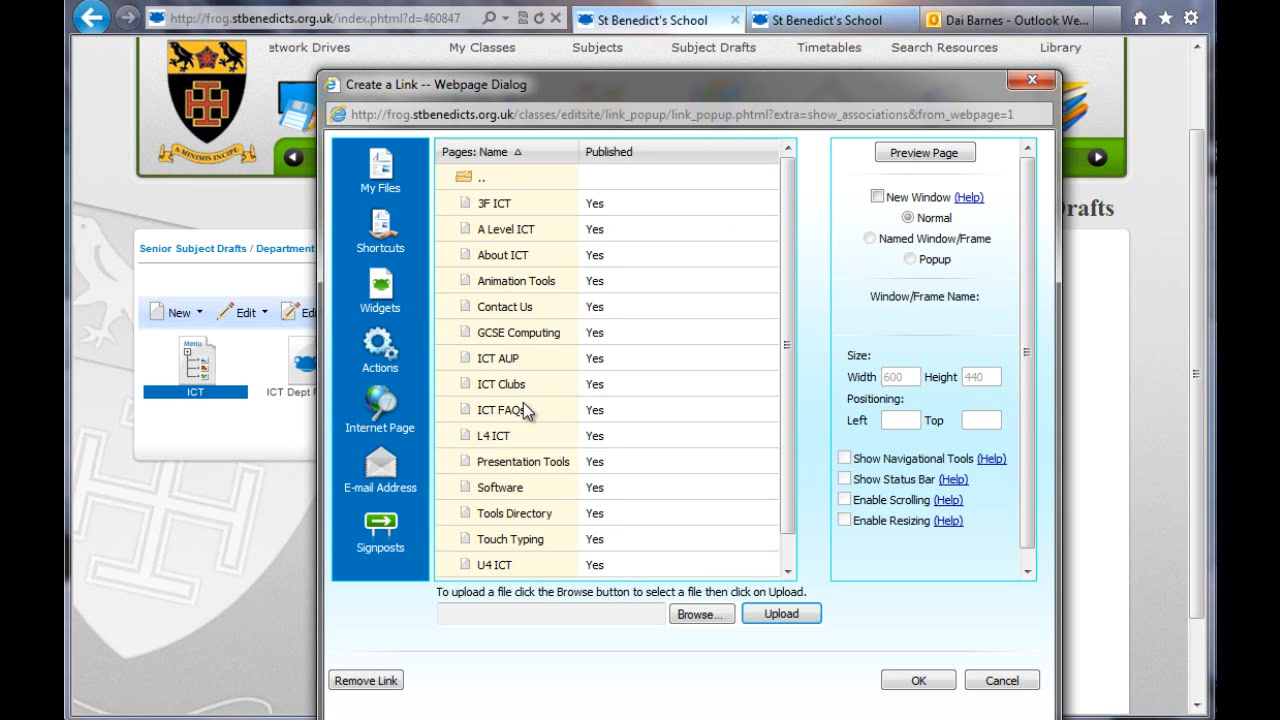 http://frog.stbenedicts.org.uk/index.phtml?d=460847
St Benedict's School
St Benedict's School
Dai Barnes - Outlook We...
etwork Drives
My Classes
Subjects
Subject Drafts
Timetables
Search Resources
Library
A MINIMIS INCIPE
Create a Link -- Webpage Dialog
http://frog.stbenedicts.org.uk/classes/editsite/link_popup/link_popup.phtml?extra=show_associations&from_webpage=1
rafts
Senior Subject Drafts / Department
New
Edit
Edi
Menu
ICT
ICT Dept
My Files
Shortcuts
Widgets
Actions
Internet Page
E-mail Address
Signposts
Pages: Name
Published
..
3F ICT Yes
A Level ICT Yes
About ICT Yes
Animation Tools Yes
Contact Us Yes
GCSE Computing Yes
ICT AUP Yes
ICT Clubs Yes
ICT FAQs Yes
L4 ICT Yes
Presentation Tools Yes
Software Yes
Tools Directory Yes
Touch Typing Yes
U4 ICT Yes
To upload a file click the Browse button to select a file then click on Upload.
Browse...
Upload
Preview Page
New Window (Help)
Normal
Named Window/Frame
Popup
Window/Frame Name:
Size:
Width 600 Height 440
Positioning:
Left Top
Show Navigational Tools (Help)
Show Status Bar (Help)
Enable Scrolling (Help)
Enable Resizing (Help)
Remove Link
OK
Cancel